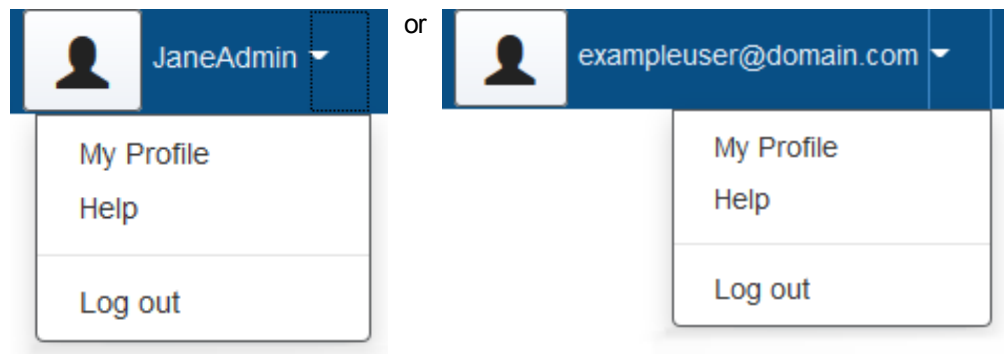 JaneAdmin
My Profile
Help
Log out
or
exampleuser@domain.com
My Profile
Help
Log out